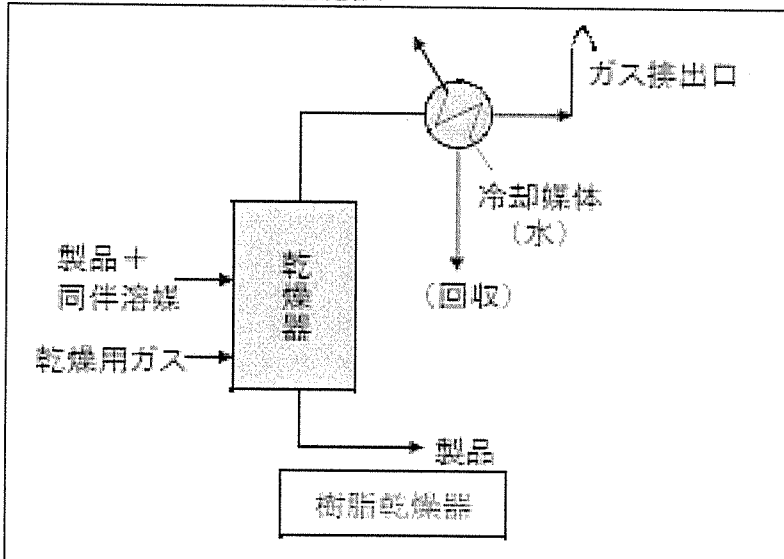 ガス排出口
冷却媒体
(水)
製品+
同伴溶媒
乾燥器
(回収)
乾燥用ガス
製品
樹脂乾燥器